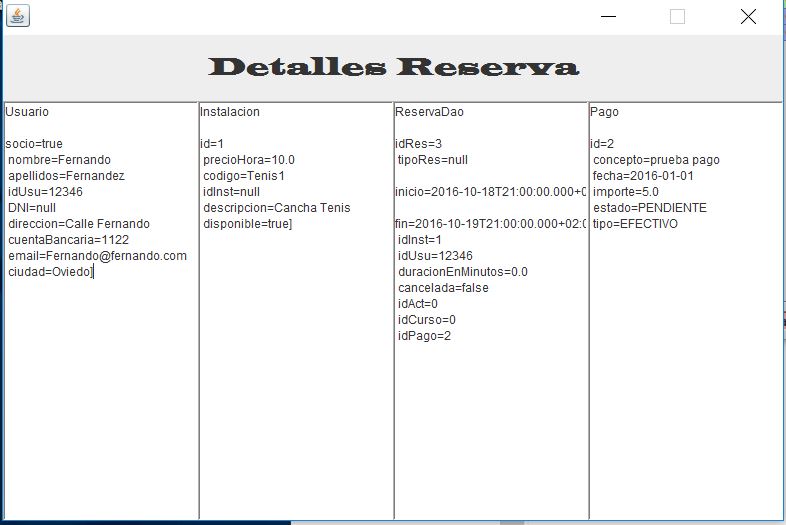 Detalles Reserva
Usuario
socio=true
nombre=Fernando
apellidos=Fernandez
idUsu=12346
DNI=null
direccion=Calle Fernando
cuentaBancaria=1122
email=Fernando@fernando.com
ciudad=Oviedo]
Instalacion
id=1
precioHora=10.0
codigo=Tenis1
idInst=null
descripcion=Cancha Tenis
disponible=true]
ReservaDao
idRes=3
tipoRes=null
inicio=2016-10-18T21:00:00.000+0
fin=2016-10-19T21:00:00.000+02:0
idInst=1
idUsu=12346
duracionEnMinutos=0.0
cancelada=false
idAct=0
idCurso=0
idPago=2
Pago
id=2
concepto=prueba pago
fecha=2016-01-01
importe=5.0
estado=PENDIENTE
tipo=EFECTIVO